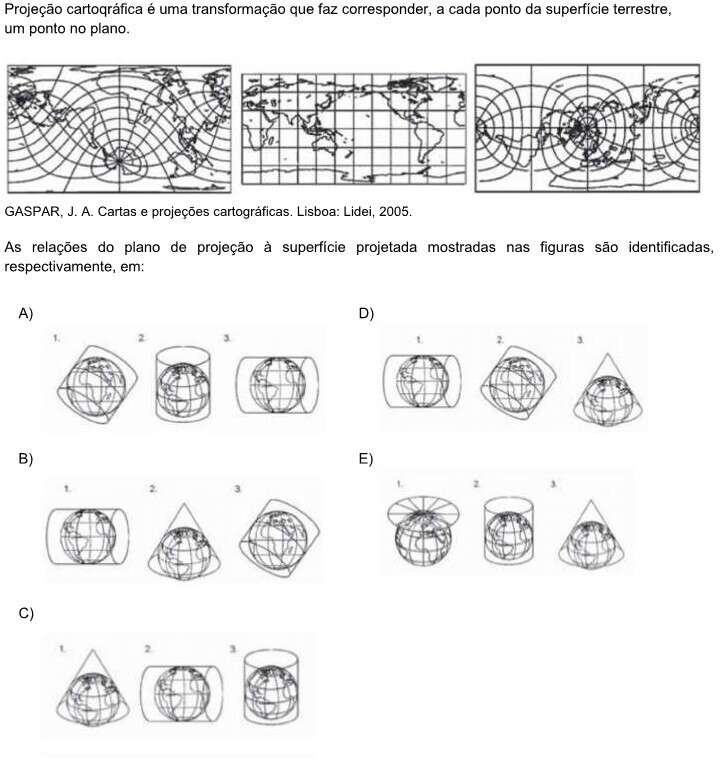 Projeção cartoqráfica é uma transformação que faz corresponder, a cada ponto da superfície terrestre,
um ponto no plano.
GASPAR, J. A. Cartas e projeções cartográficas. Lisboa: Lidei, 2005.
As relações do plano de projeção à superfície projetada mostradas nas figuras são identificadas,
respectivamente, em:
A)
1. 2. 3.
B)
1. 2. 3.
C)
1. 2. 3.
D)
1. 2. 3.
E)
1. 2. 3.